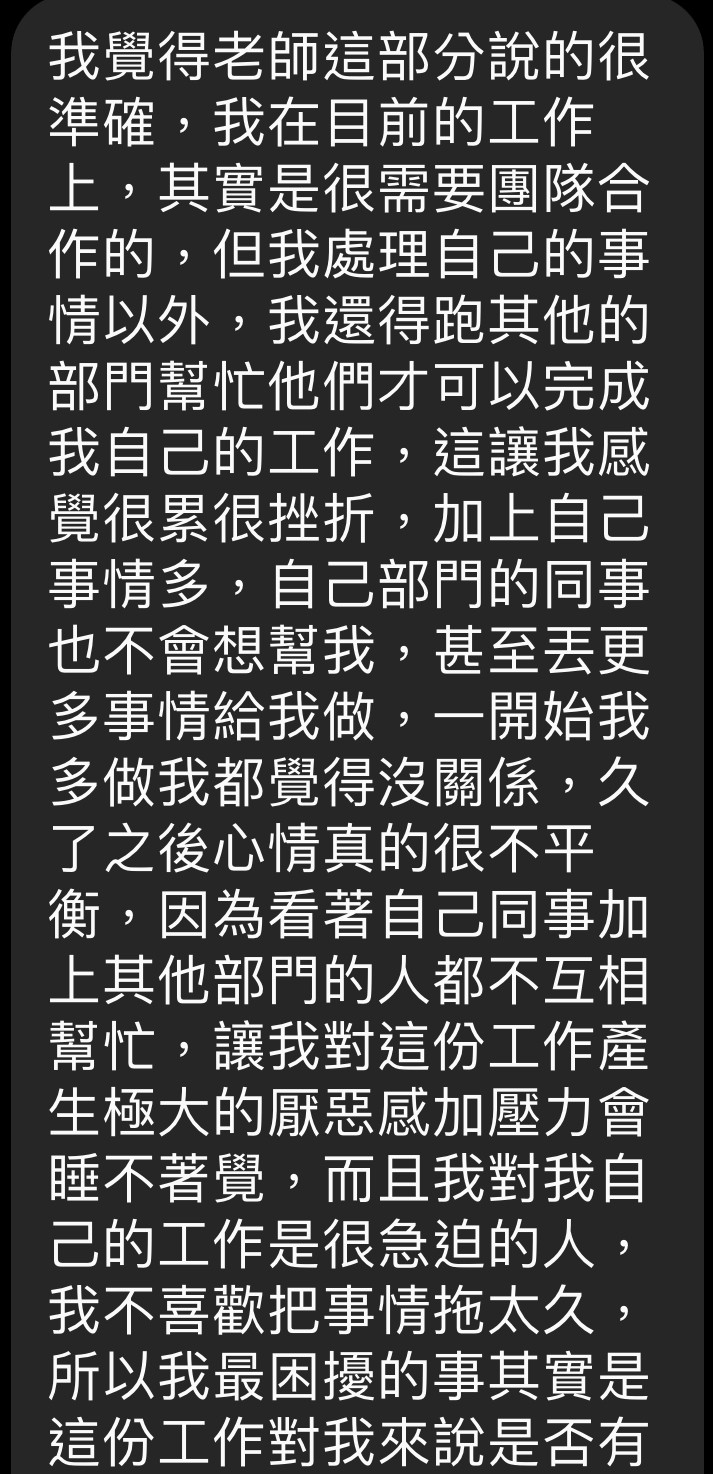 我覺得老師這部分說的很
準確，我在目前的工作
上，其實是很需要團隊合
作的，但我處理自己的事
情以外，我還得跑其他的
部門幫忙他們才可以完成
我自己的工作，這讓我感
覺很累很挫折，加上自己
事情多，自己部門的同事
也不會想幫我，甚至丟更
多事情給我做，一開始我
多做我都覺得沒關係，久
了之後心情真的很不平
衡，因為看著自己同事加
上其他部門的人都不互相
幫忙，讓我對這份工作產
生極大的厭惡感加壓力會
睡不著覺，而且我對我自
己的工作是很急迫的人，
我不喜歡把事情拖太久，
所以我最困擾的事其實是
這份工作對我來說是否有